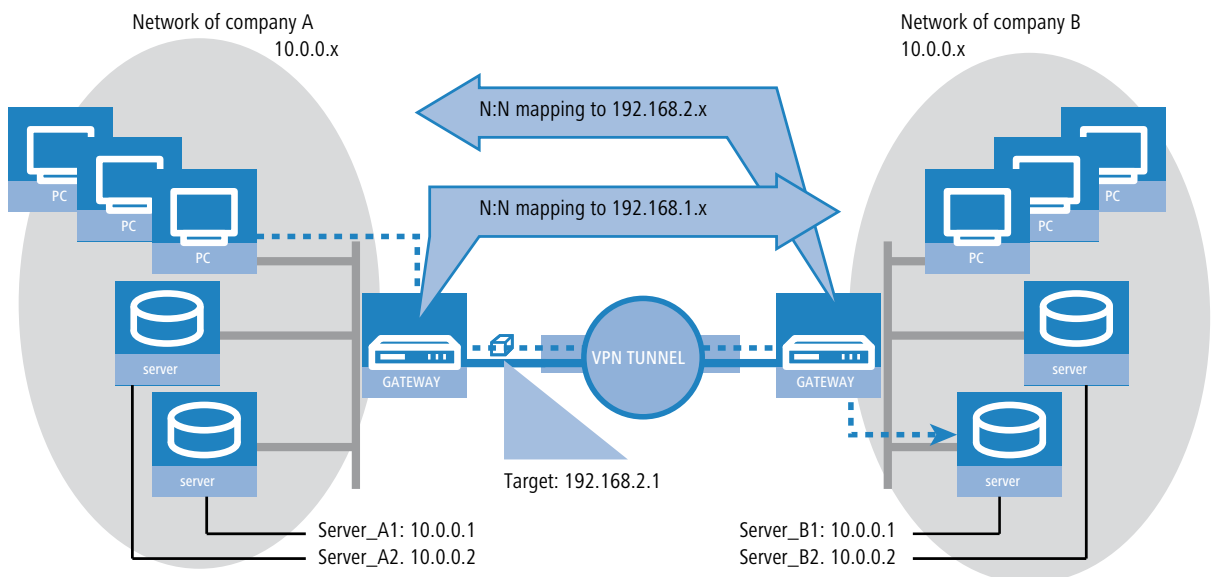 Network of company A
10.0.0.x
Network of company B
10.0.0.x
N:N mapping to 192.168.2.x
N:N mapping to 192.168.1.x
PC
PC
PC
PC
PC
PC
server
server
GATEWAY
VPN TUNNEL
GATEWAY
server
server
Target: 192.168.2.1
Server_A1: 10.0.0.1
Server_A2. 10.0.0.2
Server_B1: 10.0.0.1
Server_B2. 10.0.0.2